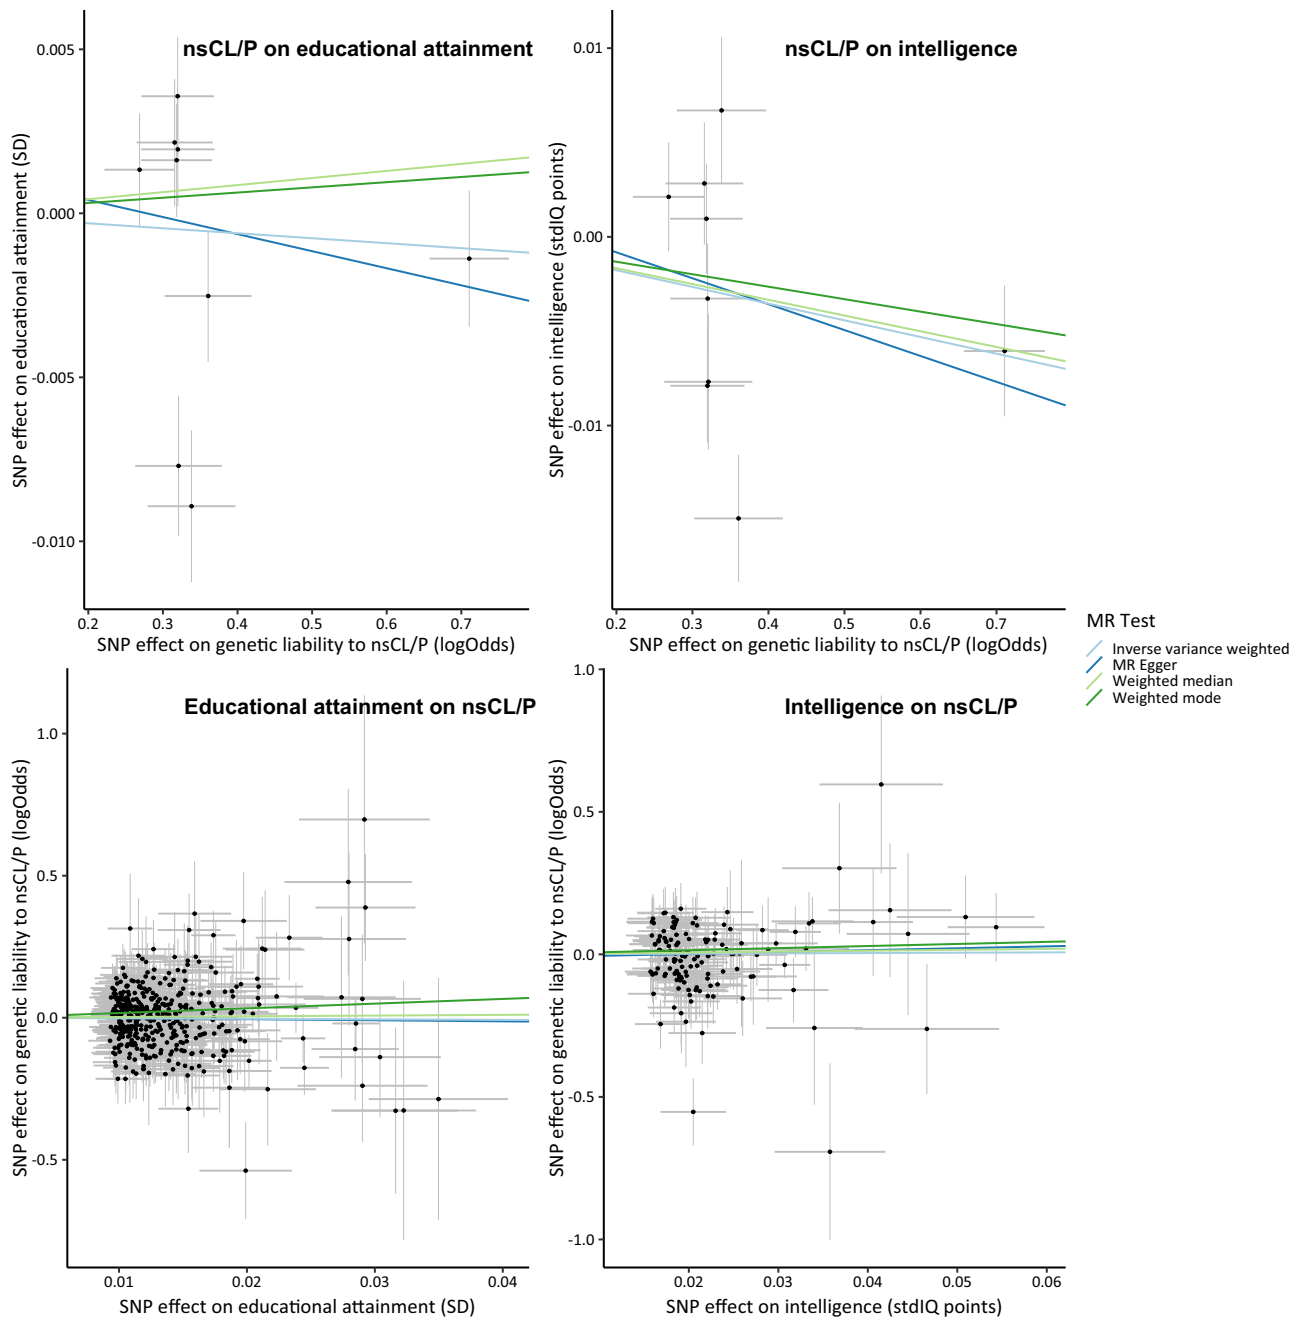 nsCL/P on educational attainment
0.005
0.000
-0.005
-0.010
SNP effect on educational attainment (SD)
0.2 0.3 0.4 0.5 0.6 0.7
SNP effect on genetic liability to nsCL/P (logOdds)
nsCL/P on intelligence
0.01
0.00
-0.01
SNP effect on intelligence (stdIQ points)
0.2 0.3 0.4 0.5 0.6 0.7
SNP effect on genetic liability to nsCL/P (logOdds)
MR Test
Inverse variance weighted
MR Egger
Weighted median
Weighted mode
Educational attainment on nsCL/P
1.0
0.5
0.0
-0.5
SNP effect on genetic liability to nsCL/P (logOdds)
0.01 0.02 0.03 0.04
SNP effect on educational attainment (SD)
Intelligence on nsCL/P
1.0
0.5
0.0
-0.5
-1.0
SNP effect on genetic liability to nsCL/P (logOdds)
0.02 0.03 0.04 0.05 0.06
SNP effect on intelligence (stdIQ points)